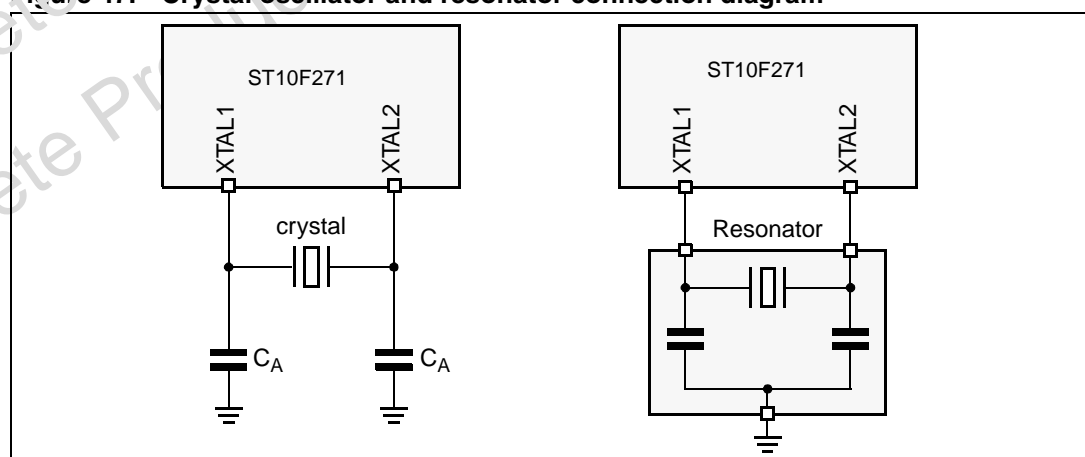 Crystal oscillator and resonator connection diagram
ST10F271
XTAL1
XTAL2
crystal
CA
CA
ST10F271
XTAL1
XTAL2
Resonator